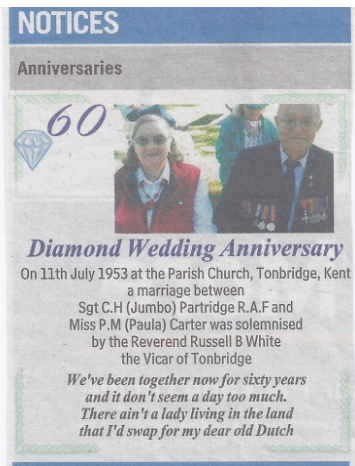 NOTICES
Anniversaries
60
Diamond Wedding Anniversary
On 11th July 1953 at the Parish Church, Tonbridge, Kent
a marriage between
Sgt C.H (Jumbo) Partridge R.A.F and
Miss P.M (Paula) Carter was solemnised
by the Reverend Russell B White
the Vicar of Tonbridge
We've been together now for sixty years
and it don't seem a day too much.
There ain't a lady living in the land
that I'd swap for my dear old Dutch